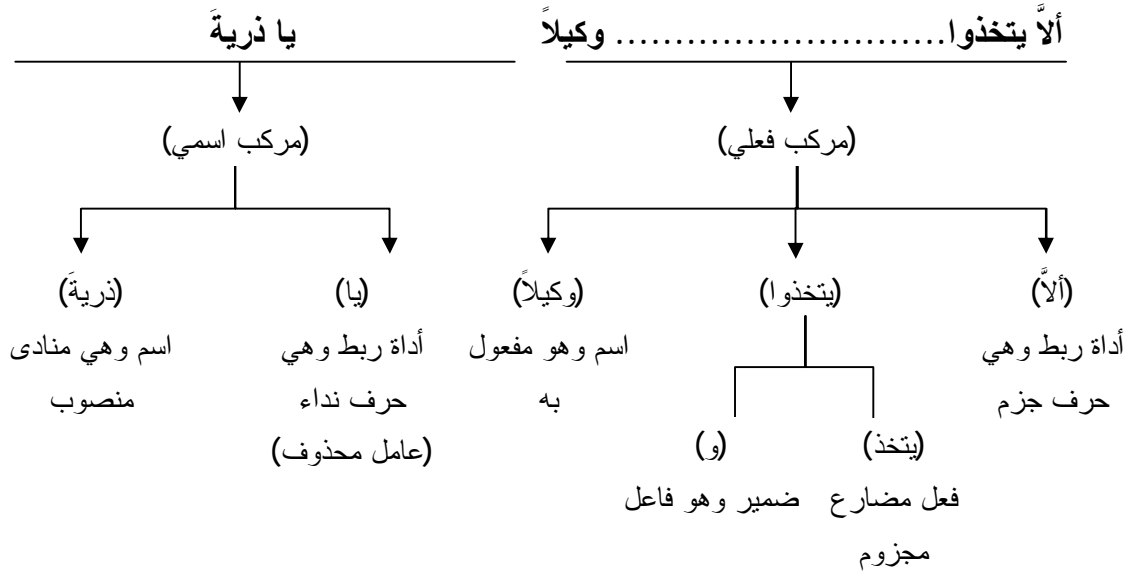 ألاَّ يتخذوا........................... وكيلاً يا ذريةَ
(مركب فعلي) (مركب اسمي)
(ألاَّ) (يتخذوا) (وكيلاً) (يا) (ذريةَ)
أداة ربط وهي اسم وهو مفعول أداة ربط وهي اسم وهي منادى
حرف جزم به حرف نداء منصوب
(عامل محذوف)
(يتخذ) (و)
فعل مضارع ضمير وهو فاعل
مجزوم